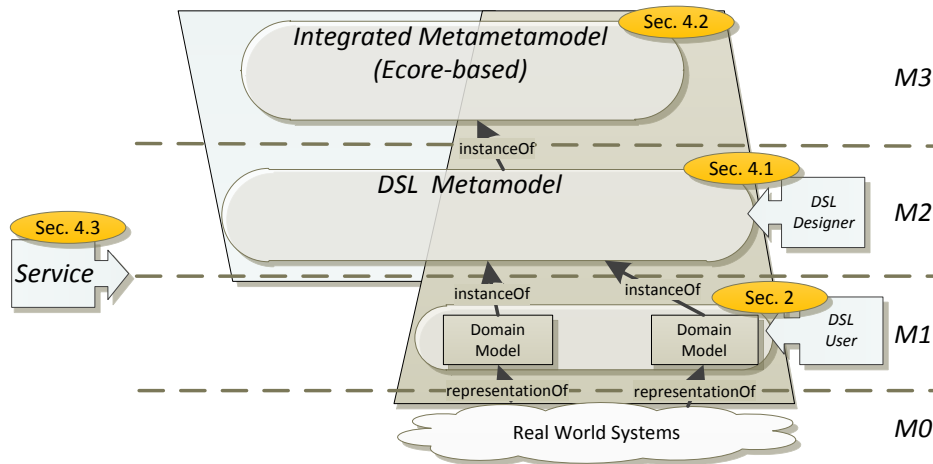 Sec. 4.2
Integrated Metametamodel
(Ecore-based)
M3
instanceOf
Sec. 4.1
DSL Metamodel
DSL
Designer
M2
Sec. 4.3
Service
instanceOf
instanceOf
Sec. 2
Domain
Model
Domain
Model
DSL
User
M1
representationOf
representationOf
Real World Systems
M0